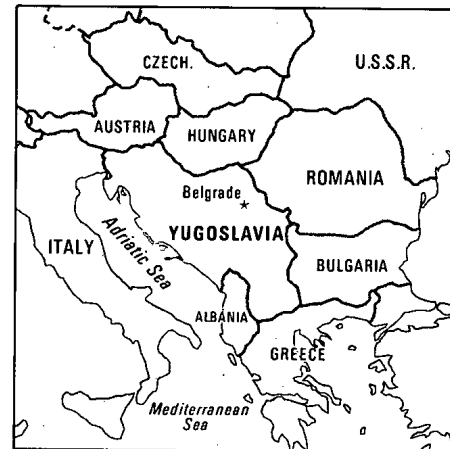 CZECH.
U.S.S.R.
AUSTRIA
HUNGARY
ROMANIA
Belgrade
YUGOSLAVIA
ITALY
Adriatic Sea
BULGARIA
ALBANIA
GREECE
Mediterranean
Sea